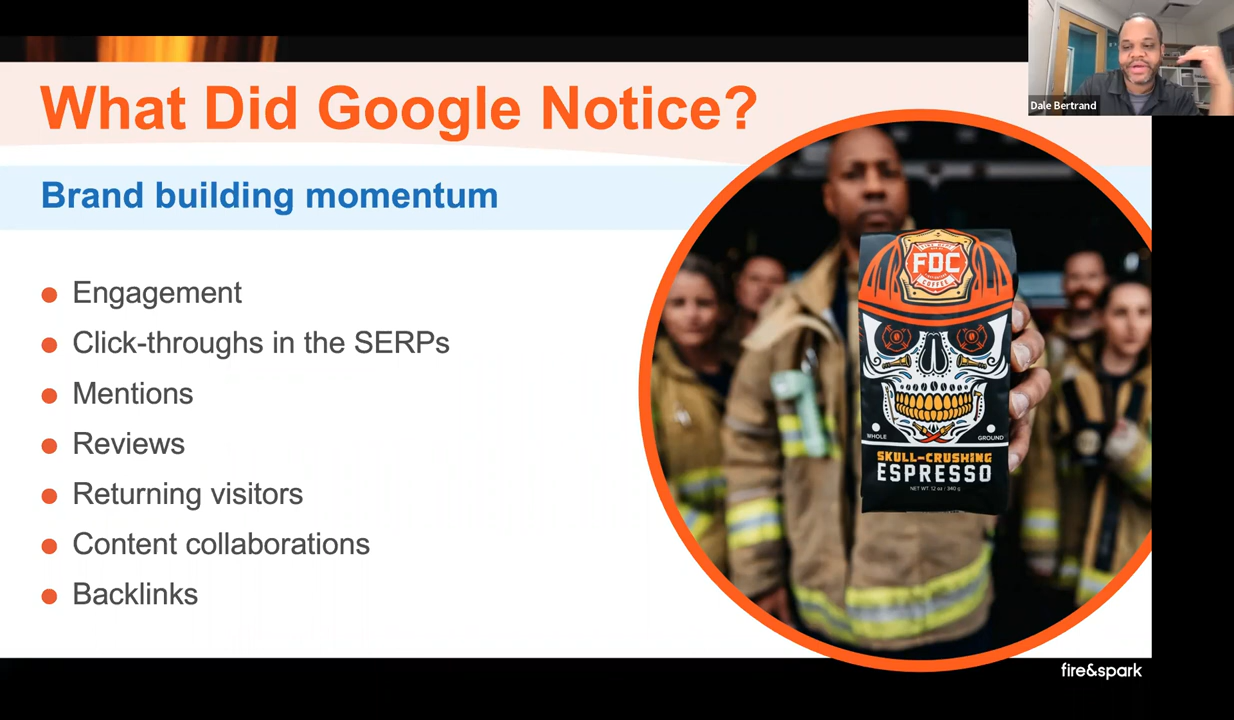 What Did Google Notice?
Dale Bertrand
Brand building momentum
Engagement
Click-throughs in the SERPs
Mentions
Reviews
Returning visitors
Content collaborations
Backlinks
FDC
COFFEE
WHOLE
GROUND
SKULL-CRUSHING
ESPRESSO
NET WT 12 oz / 340 g
fire&spark